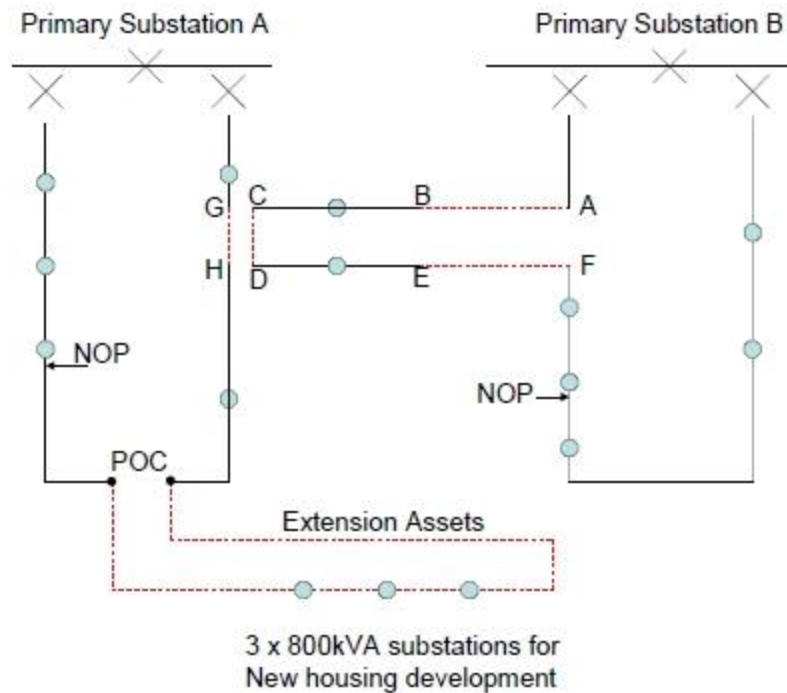 Primary Substation A
Primary Substation B
G
C
B
A
H
D
E
F
NOP
NOP
POC
Extension Assets
3 x 800kVA substations for
New housing development